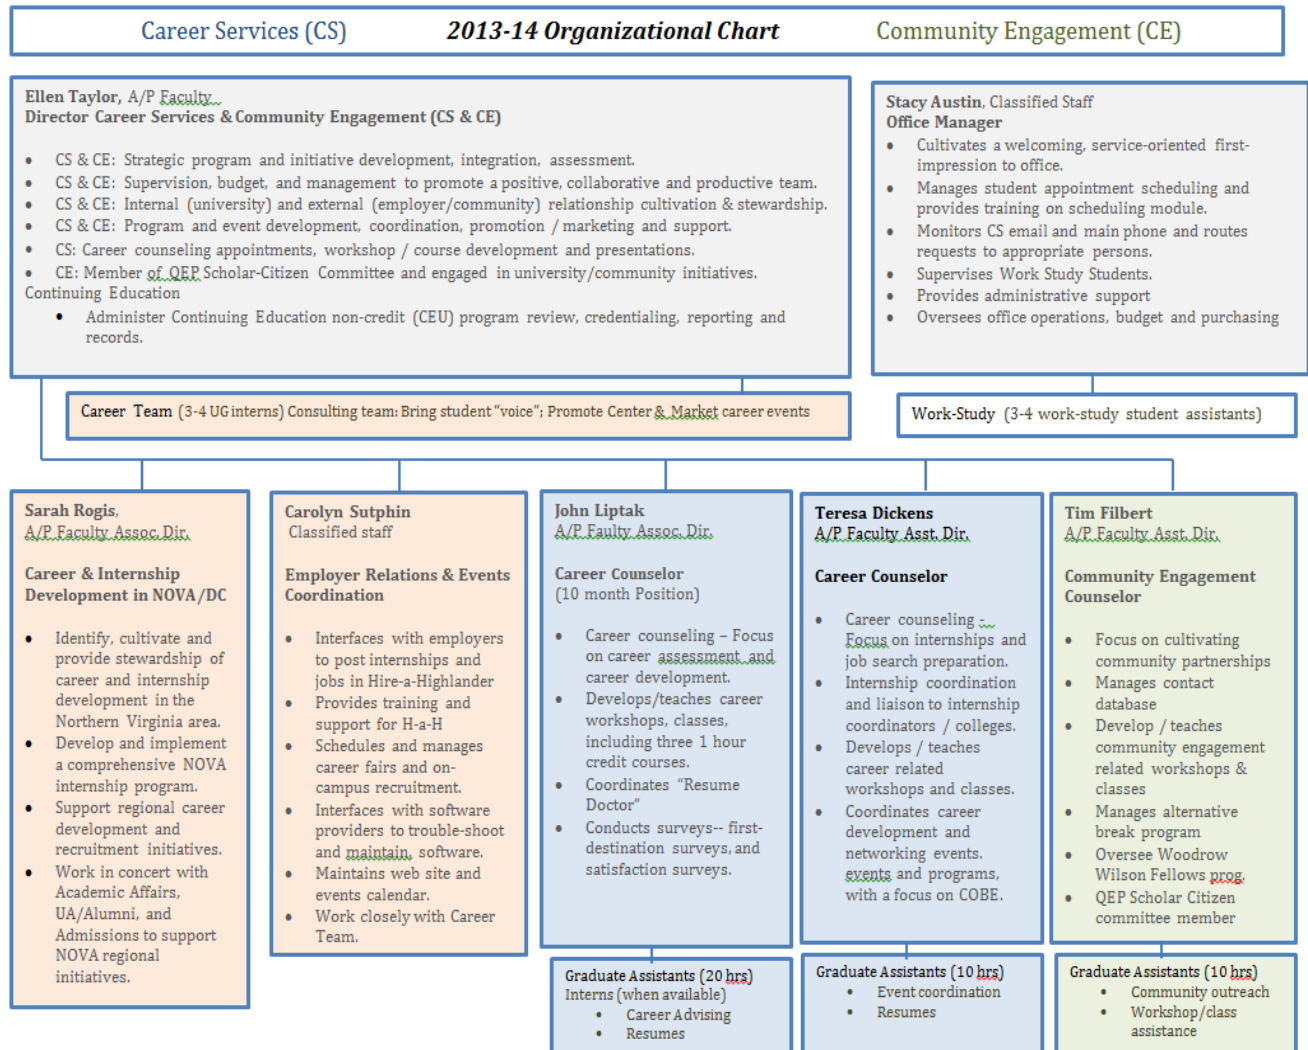 Career Services (CS) 2013-14 Organizational Chart Community Engagement (CE)
Ellen Taylor, A/P Faculty
Director Career Services & Community Engagement (CS & CE)
• CS & CE: Strategic program and initiative development, integration, assessment.
• CS & CE: Supervision, budget, and management to promote a positive, collaborative and productive team.
• CS & CE: Internal (university) and external (employer/community) relationship cultivation & stewardship.
• CS & CE: Program and event development, coordination, promotion / marketing and support.
• CS: Career counseling appointments, workshop / course development and presentations.
• CE: Member of QEP Scholar-Citizen Committee and engaged in university/community initiatives.
Continuing Education
• Administer Continuing Education non-credit (CEU) program review, credentialing, reporting and
records.
Stacy Austin, Classified Staff
Office Manager
• Cultivates a welcoming, service-oriented first-
impression to office.
• Manages student appointment scheduling and
provides training on scheduling module.
• Monitors CS email and main phone and routes
requests to appropriate persons.
• Supervises Work Study Students.
• Provides administrative support
• Oversees office operations, budget and purchasing
Career Team (3-4 UG interns) Consulting team: Bring student “voice”; Promote Center & Market career events
Work-Study (3-4 work-study student assistants)
Sarah Rogis,
A/P Faculty Assoc. Dir.
Career & Internship
Development in NOVA/DC
• Identify, cultivate and
provide stewardship of
career and internship
development in the
Northern Virginia area.
• Develop and implement
a comprehensive NOVA
internship program.
• Support regional career
development and
recruitment initiatives.
• Work in concert with
Academic Affairs,
UA/Alumni, and
Admissions to support
NOVA regional
initiatives.
Carolyn Sutphin
Classified staff
Employer Relations & Events
Coordination
• Interfaces with employers
to post internships and
jobs in Hire-a-Highlander
• Provides training and
support for H-a-H
• Schedules and manages
career fairs and on-
campus recruitment.
• Interfaces with software
providers to trouble-shoot
and maintain software.
• Maintains web site and
events calendar.
• Work closely with Career
Team.
John Liptak
A/P Faulty Assoc. Dir.
Career Counselor
(10 month Position)
• Career counseling – Focus
on career assessment and
career development.
• Develops/teaches career
workshops, classes,
including three 1 hour
credit courses.
• Coordinates “Resume
Doctor”
• Conducts surveys-- first-
destination surveys, and
satisfaction surveys.
Graduate Assistants (20 hrs)
Interns (when available)
• Career Advising
• Resumes
Teresa Dickens
A/P Faculty Asst. Dir.
Career Counselor
• Career counseling -
Focus on internships and
job search preparation.
• Internship coordination
and liaison to internship
coordinators / colleges.
• Develops / teaches
career related
workshops and classes.
• Coordinates career
development and
networking events.
events and programs,
with a focus on COBE.
Graduate Assistants (10 hrs)
• Event coordination
• Resumes
Tim Filbert
A/P Faculty Asst. Dir.
Community Engagement
Counselor
• Focus on cultivating
community partnerships
• Manages contact
database
• Develop / teaches
community engagement
related workshops &
classes
• Manages alternative
break program
• Oversee Woodrow
Wilson Fellows prog.
• QEP Scholar Citizen
committee member
Graduate Assistants (10 hrs)
• Community outreach
• Workshop/class
assistance